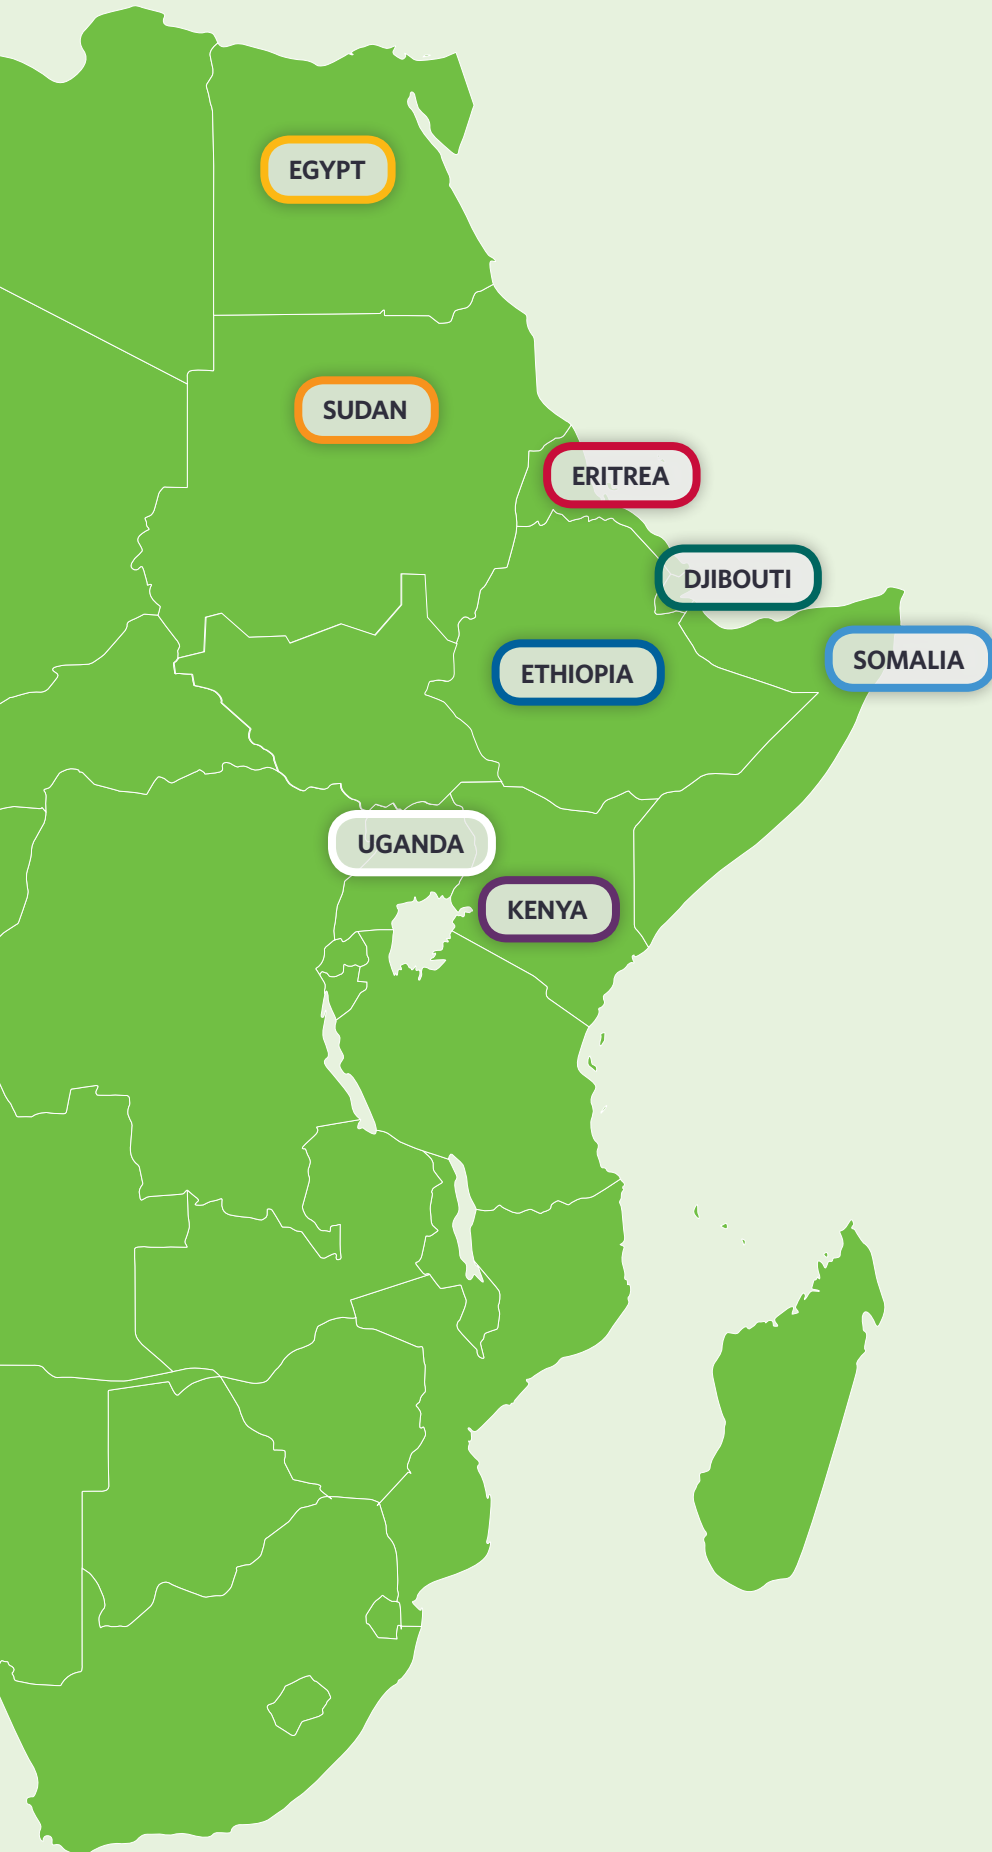 EGYPT
SUDAN
ERITREA
DJIBOUTI
SOMALIA
ETHIOPIA
UGANDA
KENYA